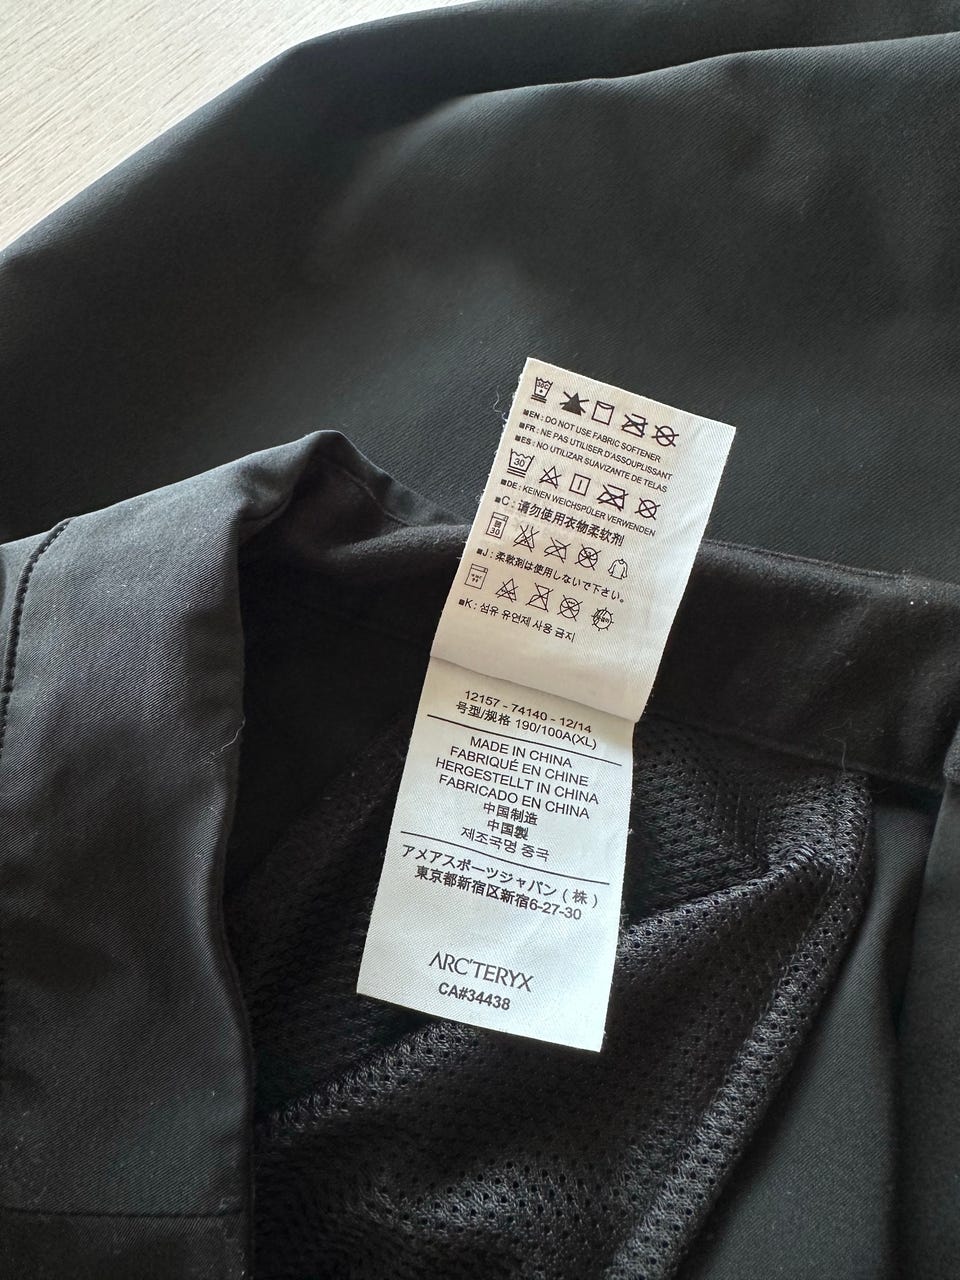 EN : DO NOT USE FABRIC SOFTENER
FR : NE PAS UTILISER D'ASSOUPLISSANT
ES : NO UTILIZAR SUAVIZANTE DE TELAS
30
DE : KEINEN WEICHSPÜLER VERWENDEN
C : 请勿使用衣物柔软剂
30
J : 柔軟剤は使用しないで下さい。
K : 섬유 유연제 사용 금지
12157 - 74140 - 12/14
号型/规格 190/100A(XL)
MADE IN CHINA
FABRIQUÉ EN CHINE
HERGESTELLT IN CHINA
FABRICADO EN CHINA
中国制造
中国製
제조국명 중국
アメアスポーツジャパン ( 株 )
東京都新宿区新宿6-27-30
ARC'TERYX
CA#34438